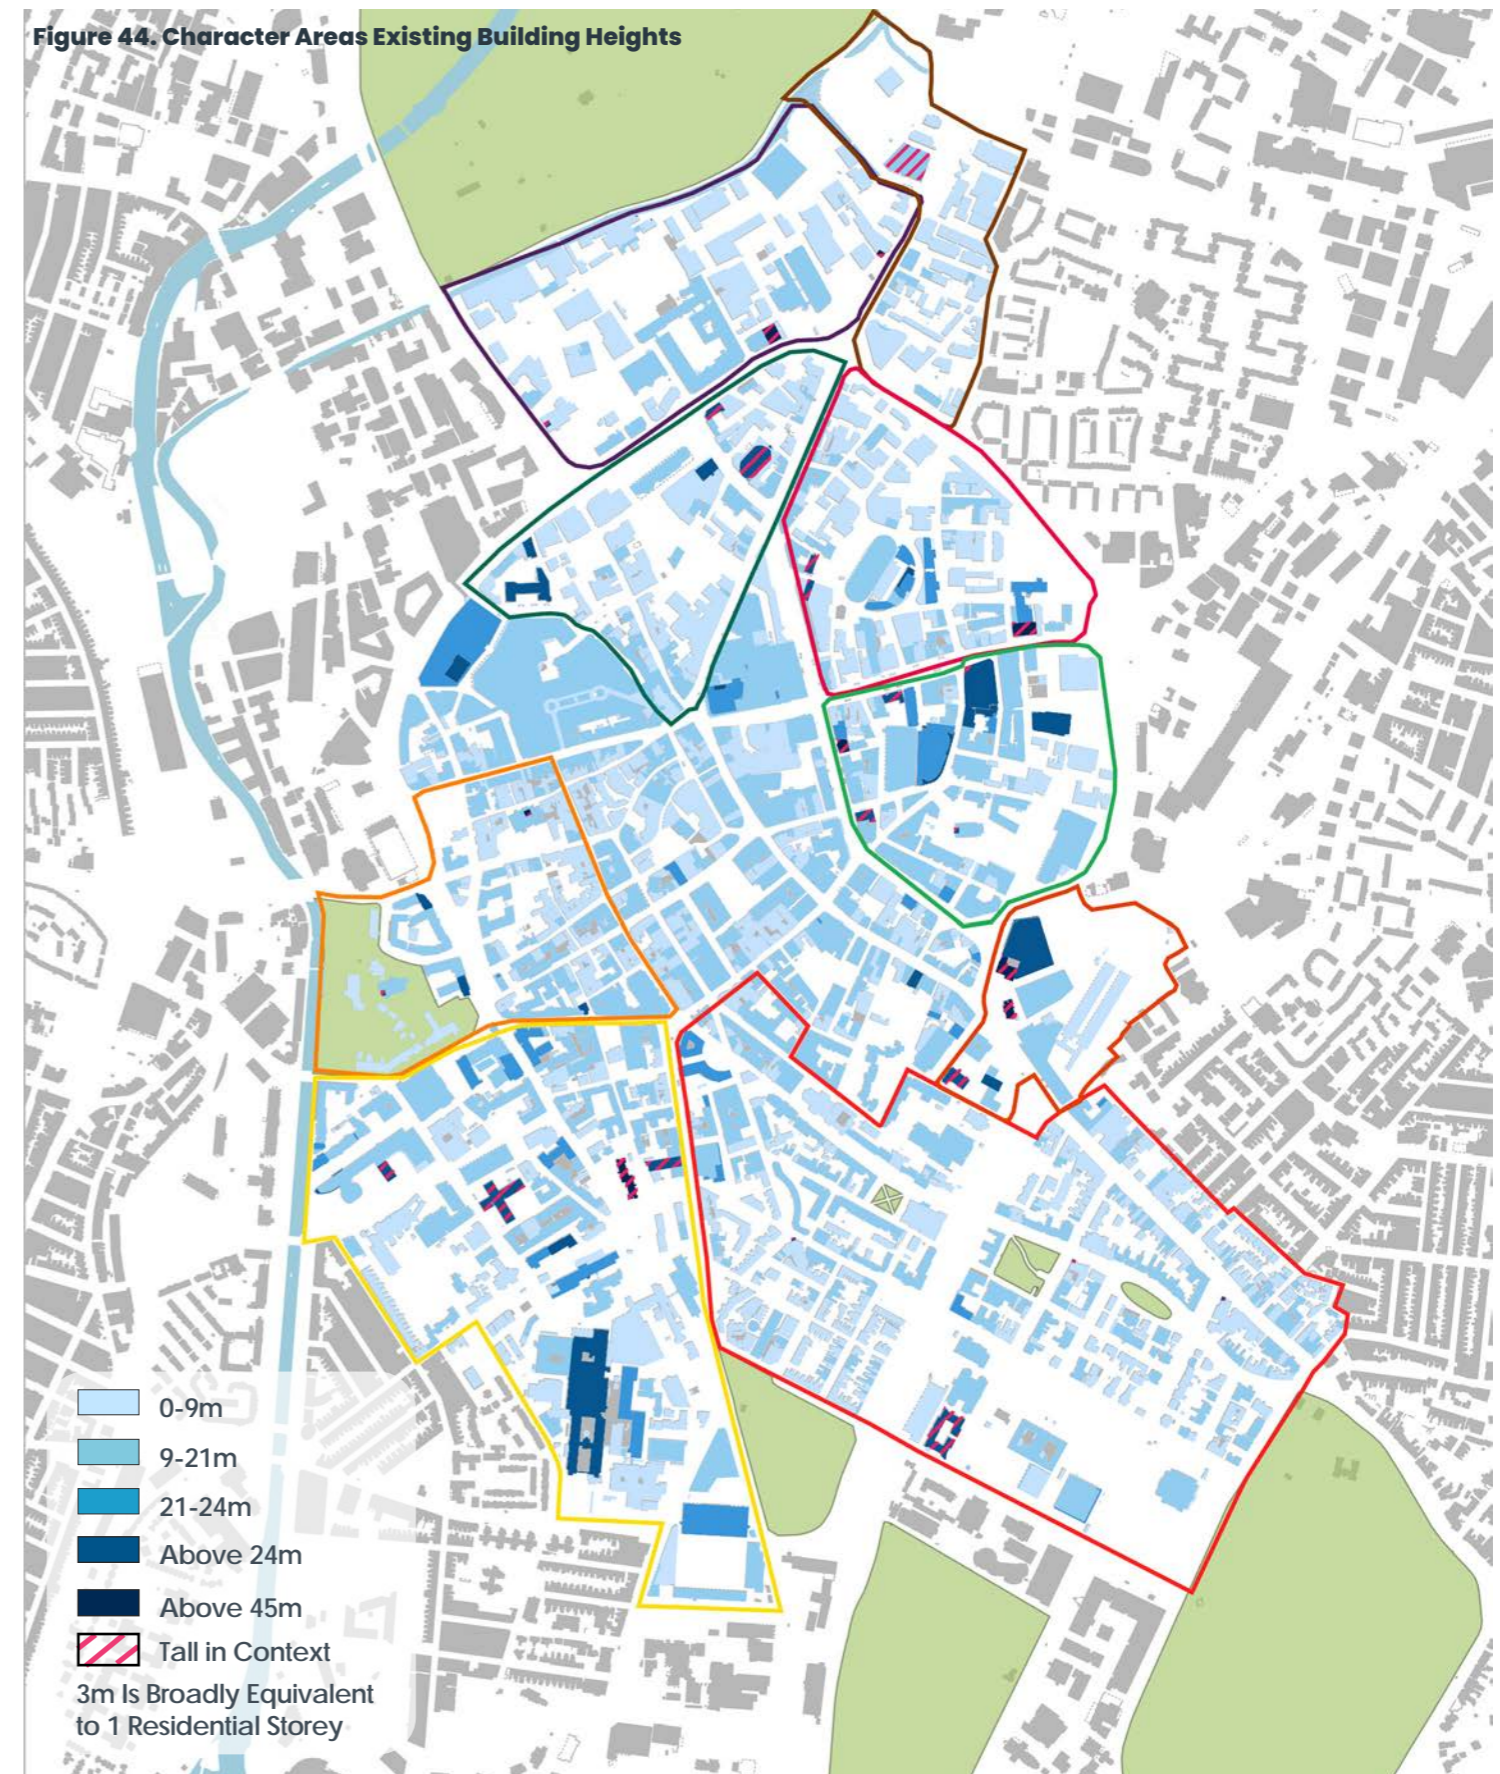 Figure 44. Character Areas Existing Building Heights
0-9m
9-21m
21-24m
Above 24m
Above 45m
Tall in Context
3m Is Broadly Equivalent
to 1 Residential Storey